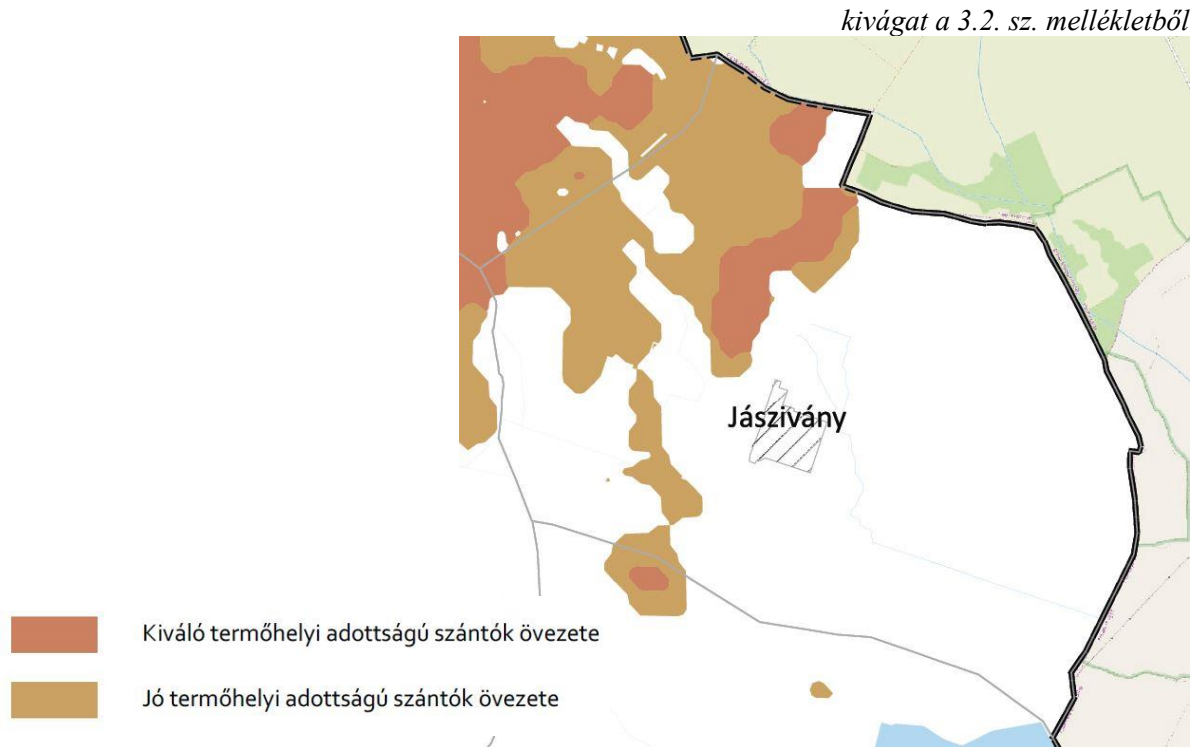 kivágat a 3.2. sz. mellékletből
Jászivány
Kiváló termőhelyi adottságú szántók övezete
Jó termőhelyi adottságú szántók övezete